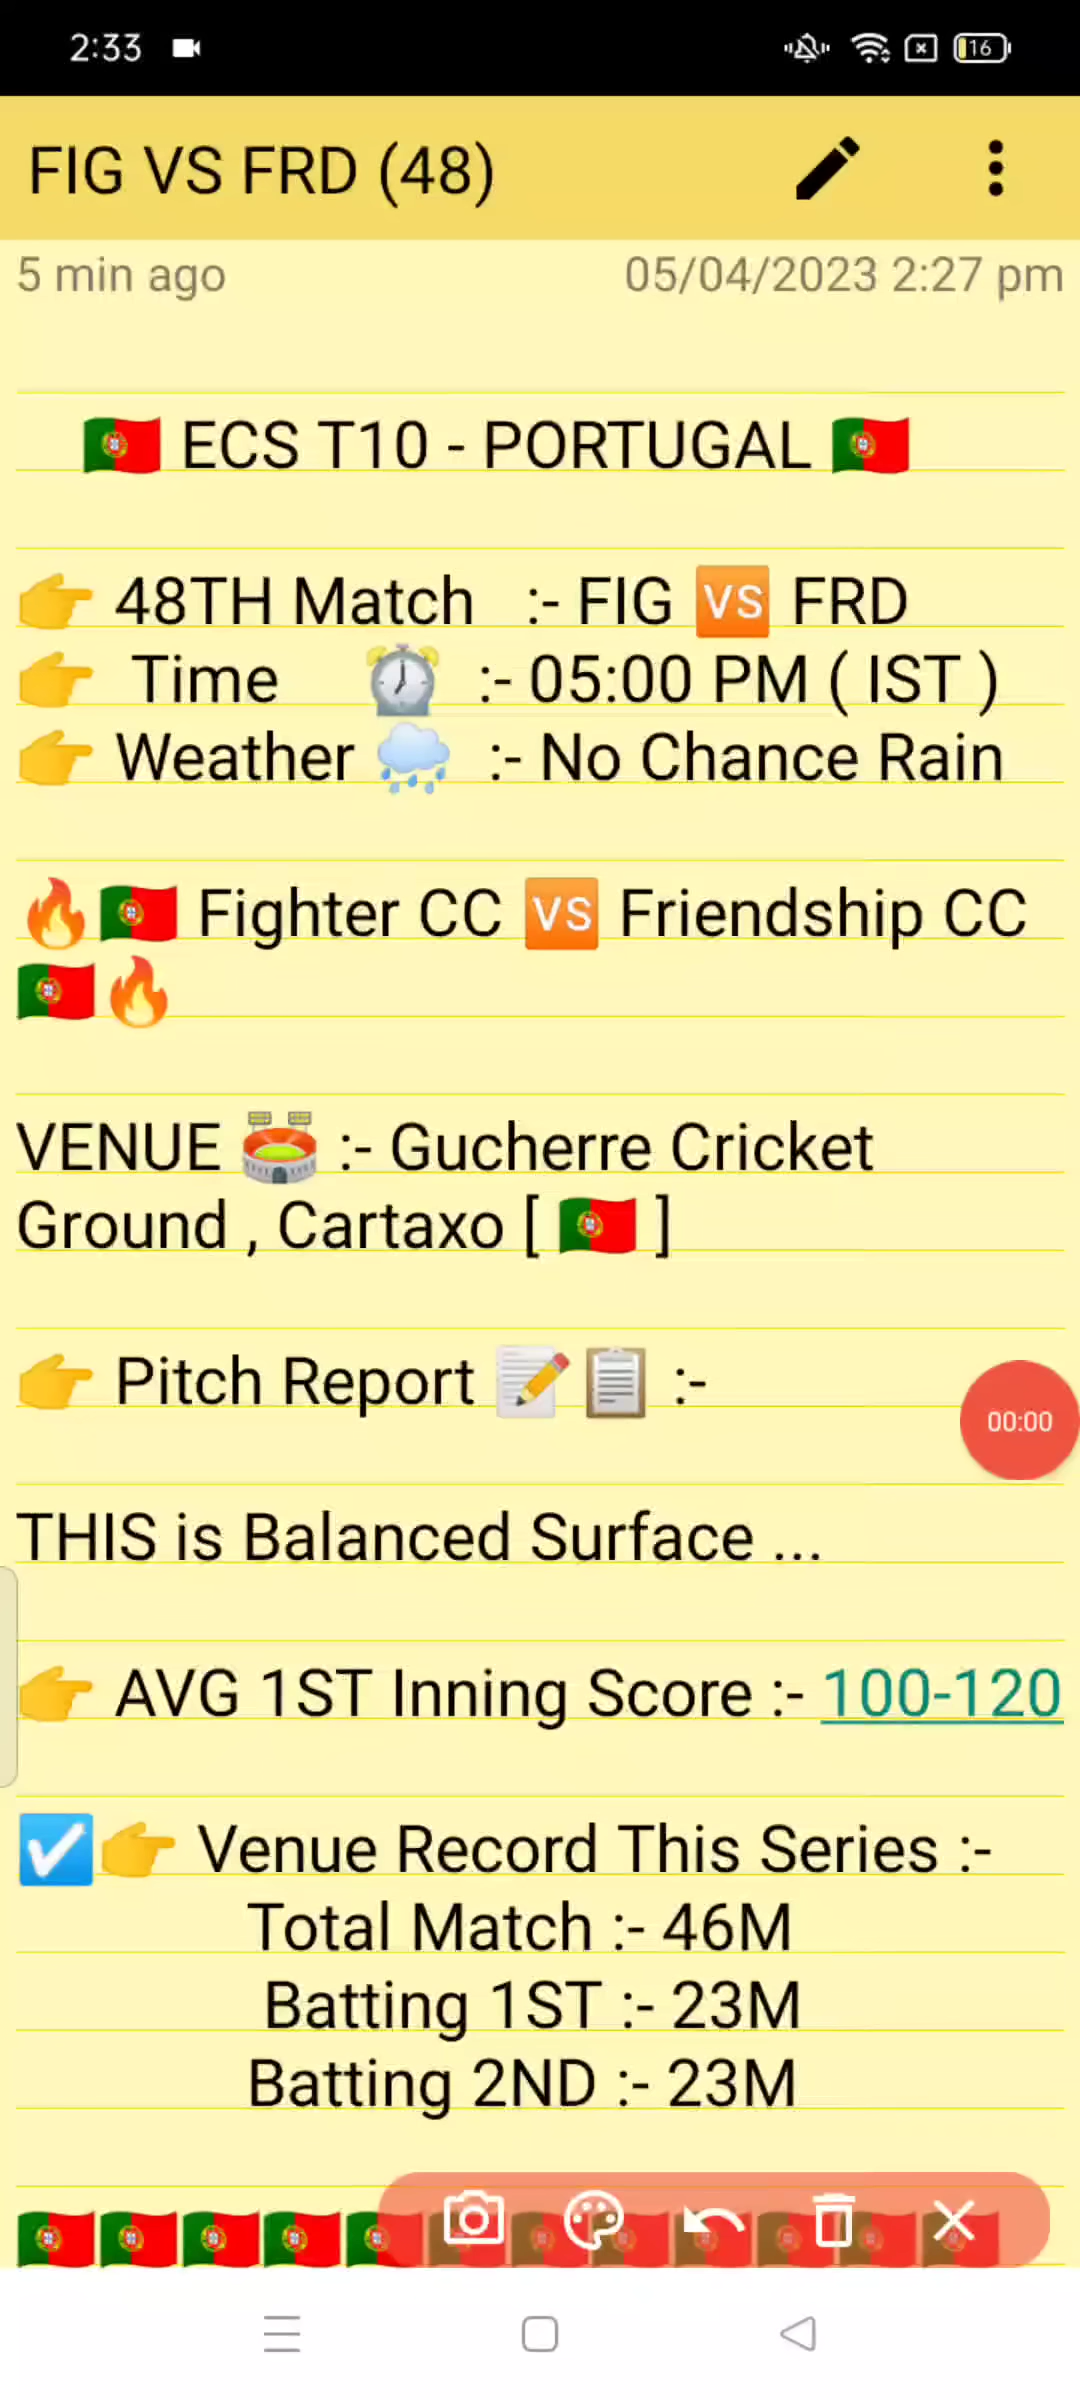 2:33
16
FIG VS FRD (48)
5 min ago 05/04/2023 2:27 pm
🇵🇹 ECS T10 - PORTUGAL 🇵🇹
👉 48TH Match :- FIG 🆚 FRD
👉 Time ⏰ :- 05:00 PM ( IST )
👉 Weather 🌧️ :- No Chance Rain
🔥🇵🇹 Fighter CC 🆚 Friendship CC
🇵🇹🔥
VENUE 🏟️ :- Gucherre Cricket
Ground , Cartaxo [ 🇵🇹 ]
👉 Pitch Report 📝📋 :-
00:00
THIS is Balanced Surface ...
👉 AVG 1ST Inning Score :- 100-120
☑️👉 Venue Record This Series :-
Total Match :- 46M
Batting 1ST :- 23M
Batting 2ND :- 23M